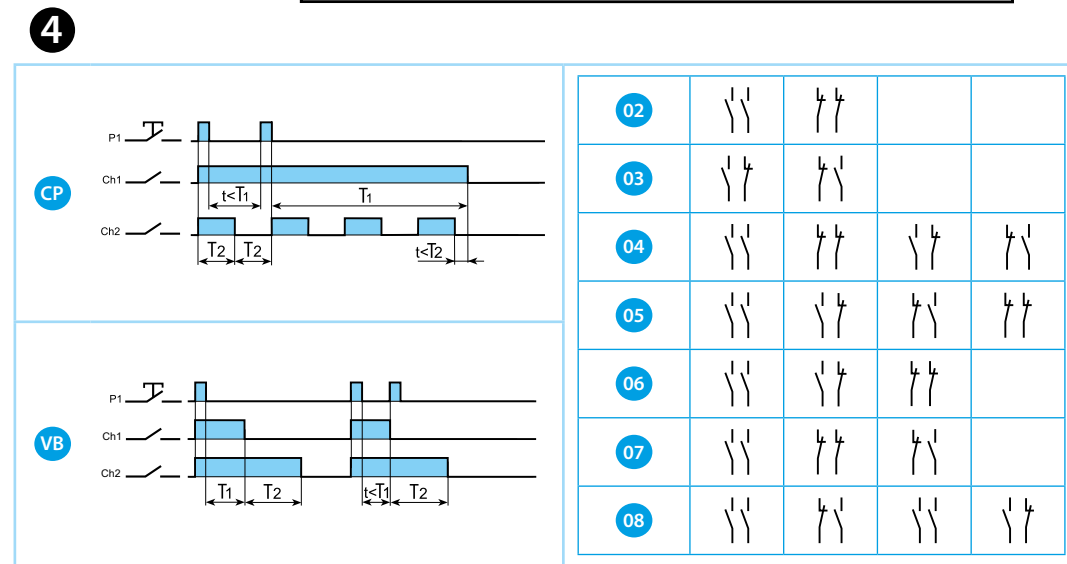 4
CP
P1
Ch1
t<T1 T1
Ch2
T2 T2 t<T2
VB
P1
Ch1
Ch2
T1 T2 t<T1 T2
02
03
04
05
06
07
08